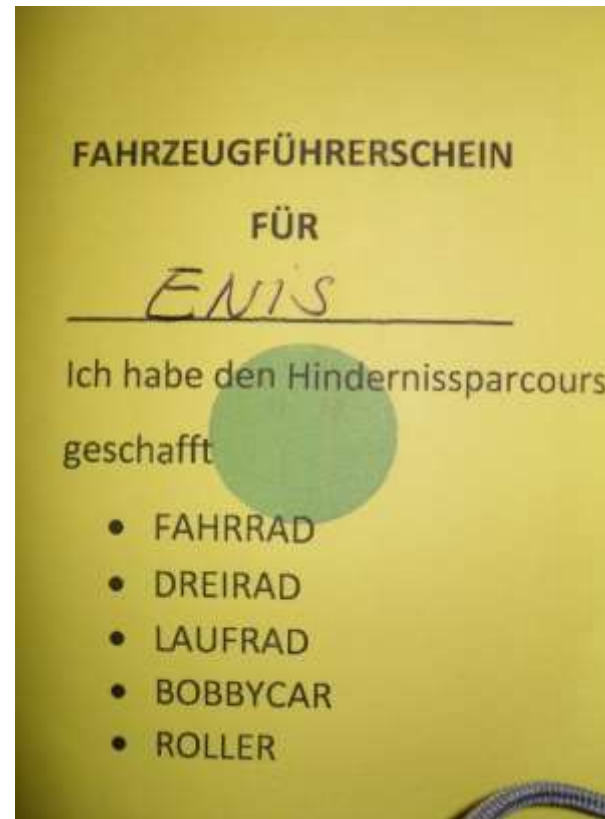 FAHRZEUGFÜHRERSCHEIN
FÜR
ENiS
Ich habe den Hindernissparcours
geschafft
• FAHRRAD
• DREIRAD
• LAUFRAD
• BOBBYCAR
• ROLLER